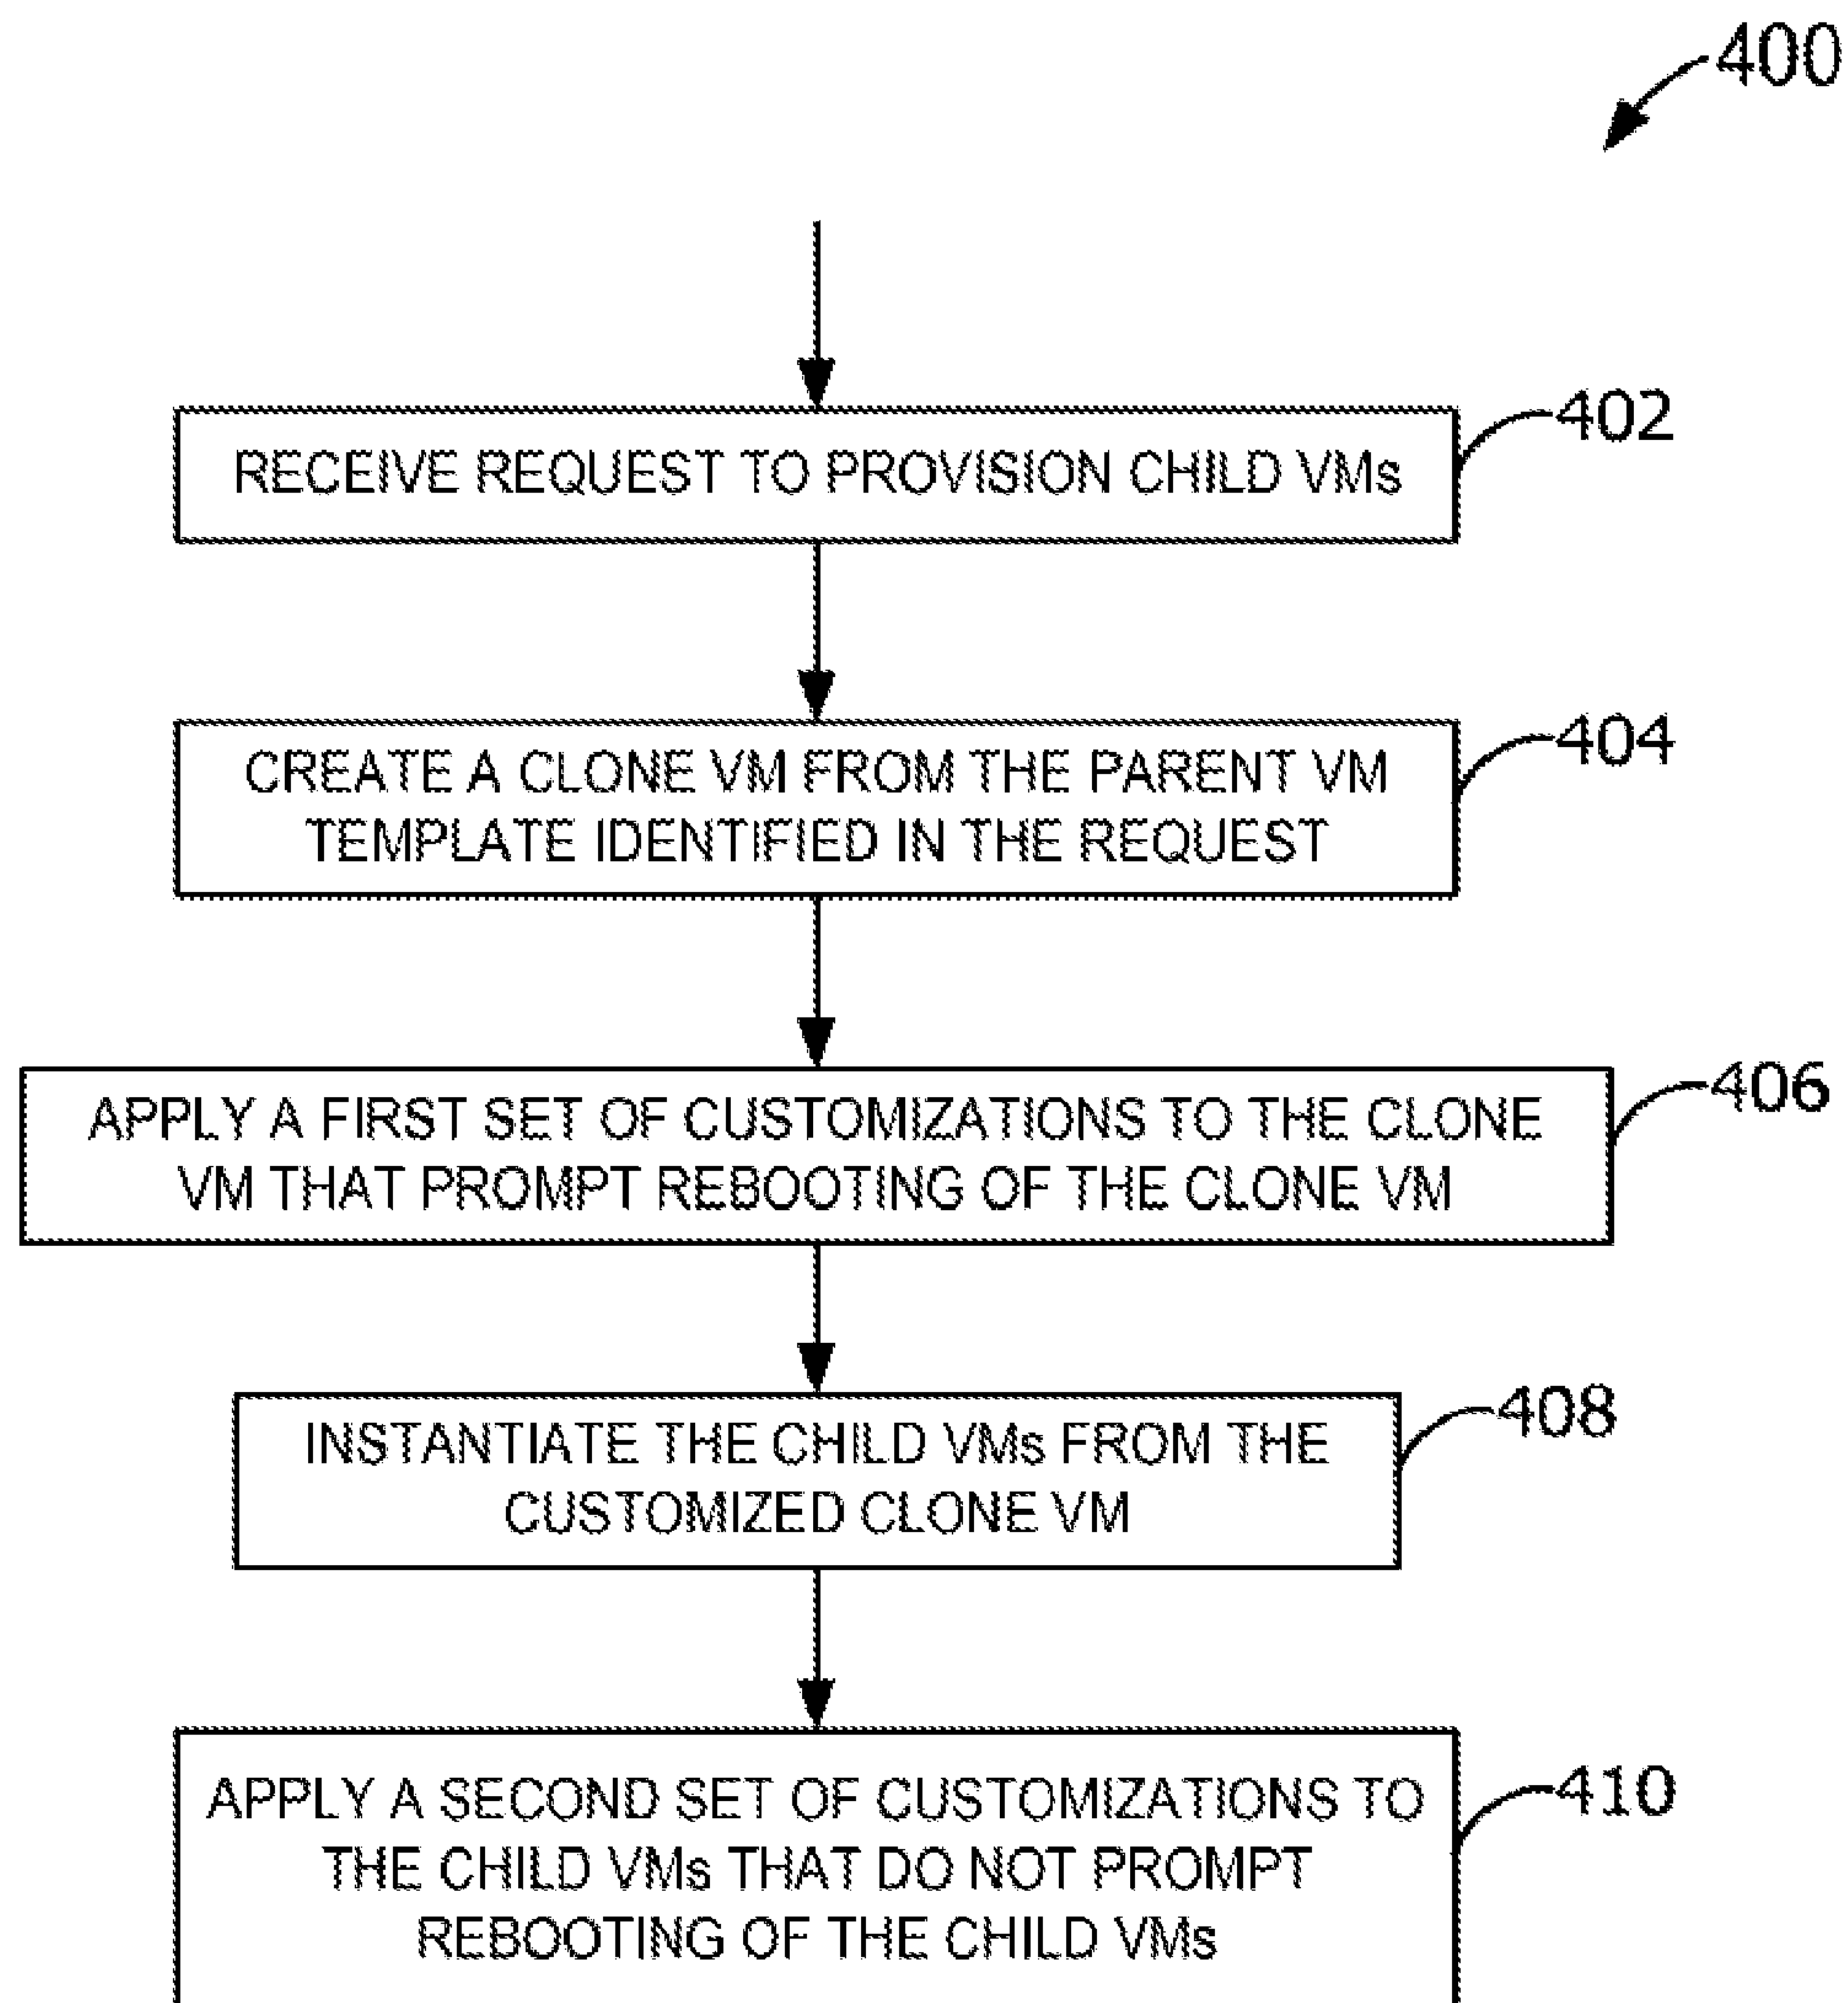 400
RECEIVE REQUEST TO PROVISION CHILD VMs
402
CREATE A CLONE VM FROM THE PARENT VM
TEMPLATE IDENTIFIED IN THE REQUEST
404
APPLY A FIRST SET OF CUSTOMIZATIONS TO THE CLONE
VM THAT PROMPT REBOOTING OF THE CLONE VM
406
INSTANTIATE THE CHILD VMs FROM THE
CUSTOMIZED CLONE VM
408
APPLY A SECOND SET OF CUSTOMIZATIONS TO
THE CHILD VMs THAT DO NOT PROMPT
REBOOTING OF THE CHILD VMs
410